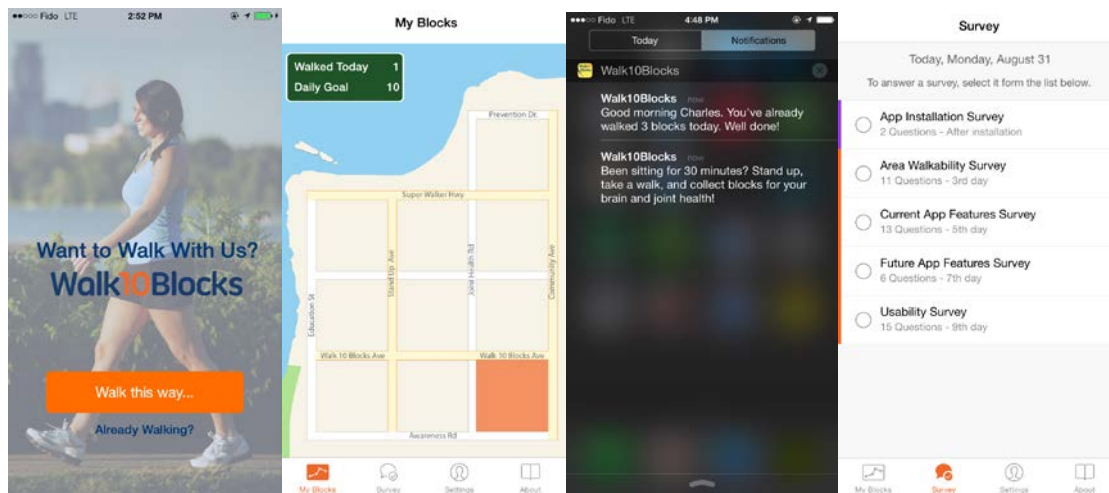 ●●○○○ Fido LTE 2:52 PM
Want to Walk With Us?
Walk10Blocks
Walk this way...
Already Walking?
My Blocks
Walked Today 1
Daily Goal 10
Prevention Dr.
Super Walker Hwy
Stand Up Ave
Joint Health Rd
Community Ave
Education St
Walk 10 Blocks Ave
Walk 10 Blocks Ave
Awareness Rd
My Blocks Survey Settings About
●●●○○ Fido LTE 4:48 PM
Today Notifications
Walk10Blocks
Walk10Blocks now
Good morning Charles. You've already
walked 3 blocks today. Well done!
Walk10Blocks now
Been sitting for 30 minutes? Stand up,
take a walk, and collect blocks for your
brain and joint health!
Survey
Today, Monday, August 31
To answer a survey, select it form the list below.
App Installation Survey
2 Questions - After installation
Area Walkability Survey
11 Questions - 3rd day
Current App Features Survey
13 Questions - 5th day
Future App Features Survey
6 Questions - 7th day
Usability Survey
15 Questions - 9th day
My Blocks Survey Settings About